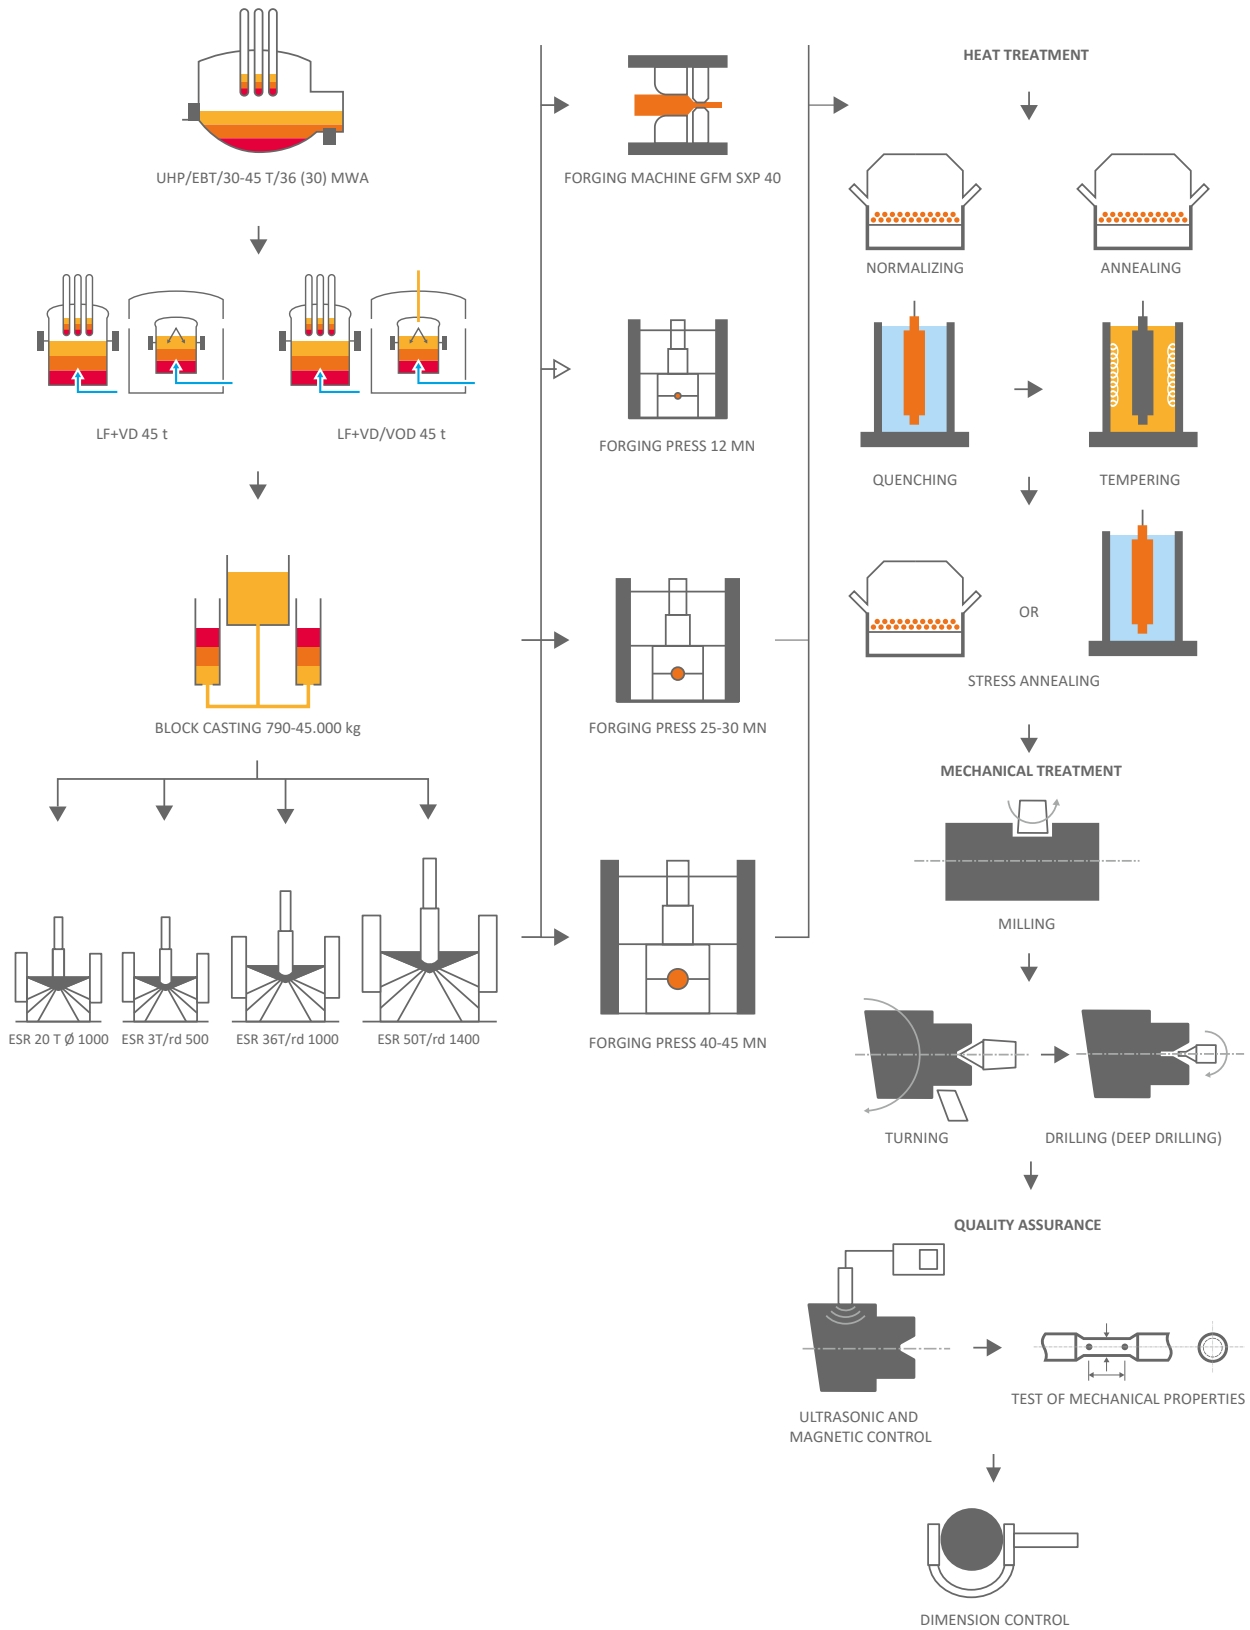 UHP/EBT/30-45 T/36 (30) MWA
LF+VD 45 t
LF+VD/VOD 45 t
BLOCK CASTING 790-45.000 kg
ESR 20 T Ø 1000
ESR 3T/rd 500
ESR 36T/rd 1000
ESR 50T/rd 1400
FORGING MACHINE GFM SXP 40
FORGING PRESS 12 MN
FORGING PRESS 25-30 MN
FORGING PRESS 40-45 MN
HEAT TREATMENT
NORMALIZING
ANNEALING
QUENCHING
TEMPERING
OR
STRESS ANNEALING
MECHANICAL TREATMENT
MILLING
TURNING
DRILLING (DEEP DRILLING)
QUALITY ASSURANCE
ULTRASONIC AND
MAGNETIC CONTROL
TEST OF MECHANICAL PROPERTIES
DIMENSION CONTROL